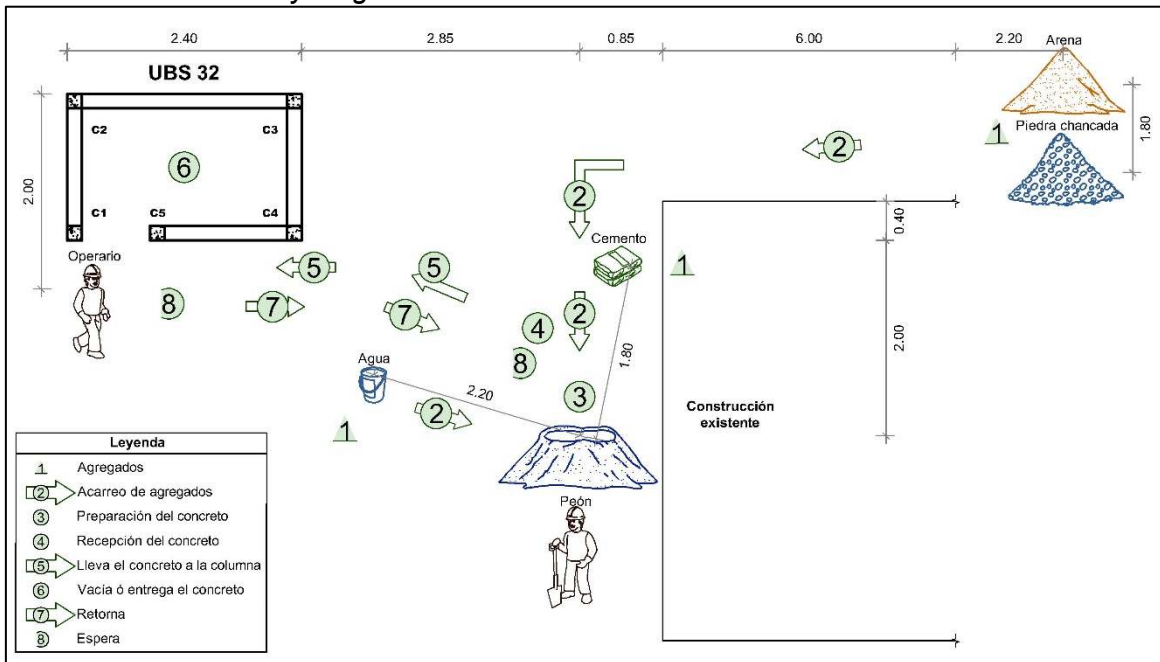 2.40 2.85 0.85 6.00 2.20
Arena
UBS 32
1.80
C2 C3
2
1 Piedra chancada
6
2.00
2
0.40
C1 C5 C4
Cemento
Operario
5 5 1
8 7 7 2
4
2.00
Agua
8
1.80
2.20
3
2
Construcción
existente
1
Leyenda
1 Agregados
2 Acarreo de agregados
3 Preparación del concreto
4 Recepción del concreto
5 Lleva el concreto a la columna
6 Vacía ó entrega el concreto
7 Retorna
8 Espera
Peón